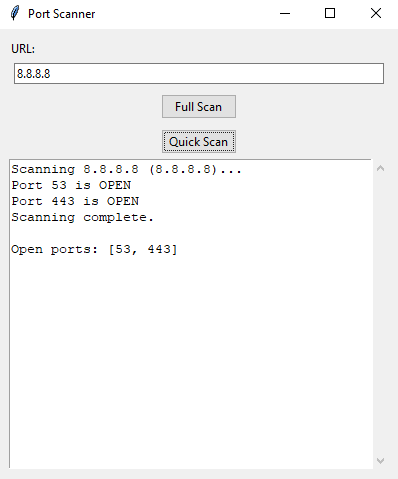 Port Scanner
URL:
8.8.8.8
Full Scan
Quick Scan
Scanning 8.8.8.8 (8.8.8.8)...
Port 53 is OPEN
Port 443 is OPEN
Scanning complete.
Open ports: [53, 443]